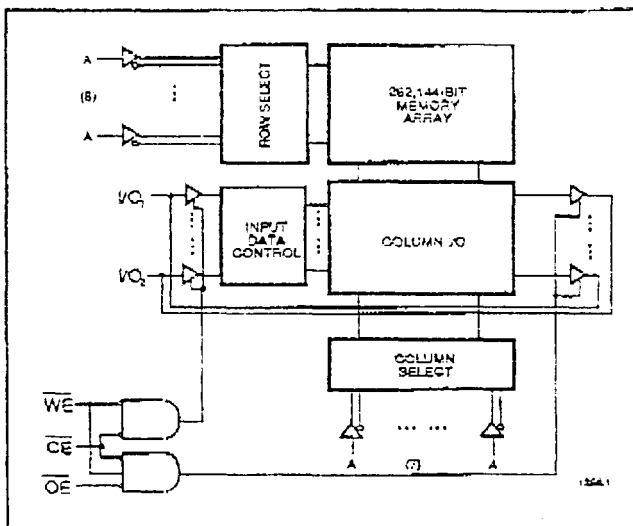 A
(8)
A
ROW SELECT
262,144-BIT
MEMORY
ARRAY
I/O₁
I/O₂
INPUT
DATA
CONTROL
COLUMN I/O
COLUMN
SELECT
WE
CE
OE
A
(7)
A